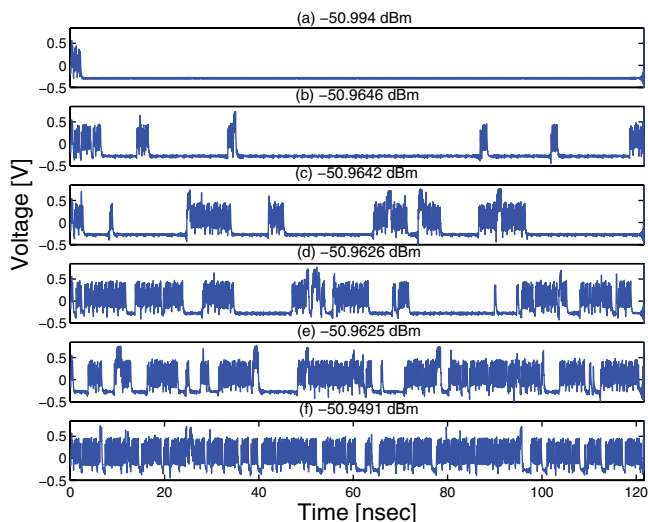 (a) −50.994 dBm
0.5
0
−0.5
(b) −50.9646 dBm
0.5
0
−0.5
(c) −50.9642 dBm
0.5
0
−0.5
(d) −50.9626 dBm
0.5
0
−0.5
(e) −50.9625 dBm
0.5
0
−0.5
(f) −50.9491 dBm
0.5
0
−0.5
0 20 40 60 80 100 120
Voltage [V]
Time [nsec]